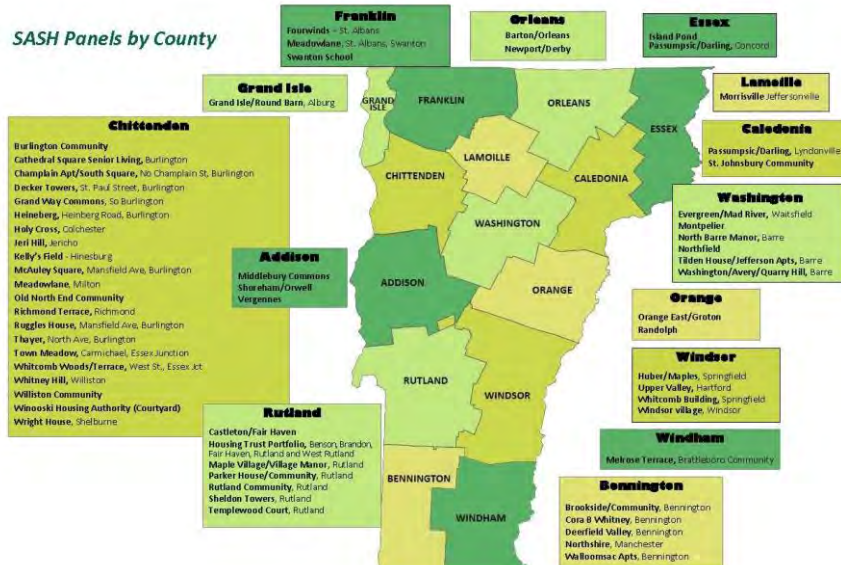 SASH Panels by County
Franklin
Fourwinds – St. Albans
Meadowlane, St. Albans, Swanton
Swanton School
Orleans
Barton/Orleans
Newport/Derby
Essex
Island Pond
Passumpsic/Darling, Concord
Grand Isle
Grand Isle/Round Barn, Alburg
Lamoille
Morrisville Jeffersonville
Chittenden
Burlington Community
Cathedral Square Senior Living, Burlington
Champlain Apt/South Square, No Champlain St, Burlington
Decker Towers, St. Paul Street, Burlington
Grand Way Commons, So Burlington
Heineberg, Heinberg Road, Burlington
Holy Cross, Colchester
Jeri Hill, Jericho
Kelly's Field - Hinesburg
McAuley Square, Mansfield Ave, Burlington
Meadowlane, Milton
Old North End Community
Richmond Terrace, Richmond
Ruggles House, Mansfield Ave, Burlington
Thayer, North Ave, Burlington
Town Meadow, Carmichael, Essex Junction
Whitcomb Woods/Terrace, West St., Essex Jct
Whitney Hill, Williston
Williston Community
Winooski Housing Authority (Courtyard)
Wright House, Shelburne
Caledonia
Passumpsic/Darling, Lyndonville
St. Johnsbury Community
Washington
Evergreen/Mad River, Waitsfield
Montpelier
North Barre Manor, Barre
Northfield
Tilden House/Jefferson Apts, Barre
Washington/Avery/Quarry Hill, Barre
Addison
Middlebury Communs
Shoreham/Orwell
Vergennes
Orange
Orange East/Groton
Randolph
Windsor
Huber/Maples, Springfield
Upper Valley, Hartford
Whitcomb Building, Springfield
Windsor village, Windsor
Rutland
Castleton/Fair Haven
Housing Trust Portfolio, Benson, Brandon,
Fair Haven, Rutland and West Rutland
Maple Village/Village Manor, Rutland
Parker House/Community, Rutland
Rutland Community, Rutland
Sheldon Towers, Rutland
Templewood Court, Rutland
Windham
Melrose Terrace, Brattleboro Community
Bennington
Brookside/Community, Bennington
Cora B Whitney, Bennington
Deerfield Valley, Bennington
Northshire, Manchester
Walloomsac Apts, Bennington
GRAND
ISLE
FRANKLIN
ORLEANS
ESSEX
LAMOILLE
CHITTENDEN
CALEDONIA
WASHINGTON
ADDISON
ORANGE
RUTLAND
WINDSOR
BENNINGTON
WINDHAM